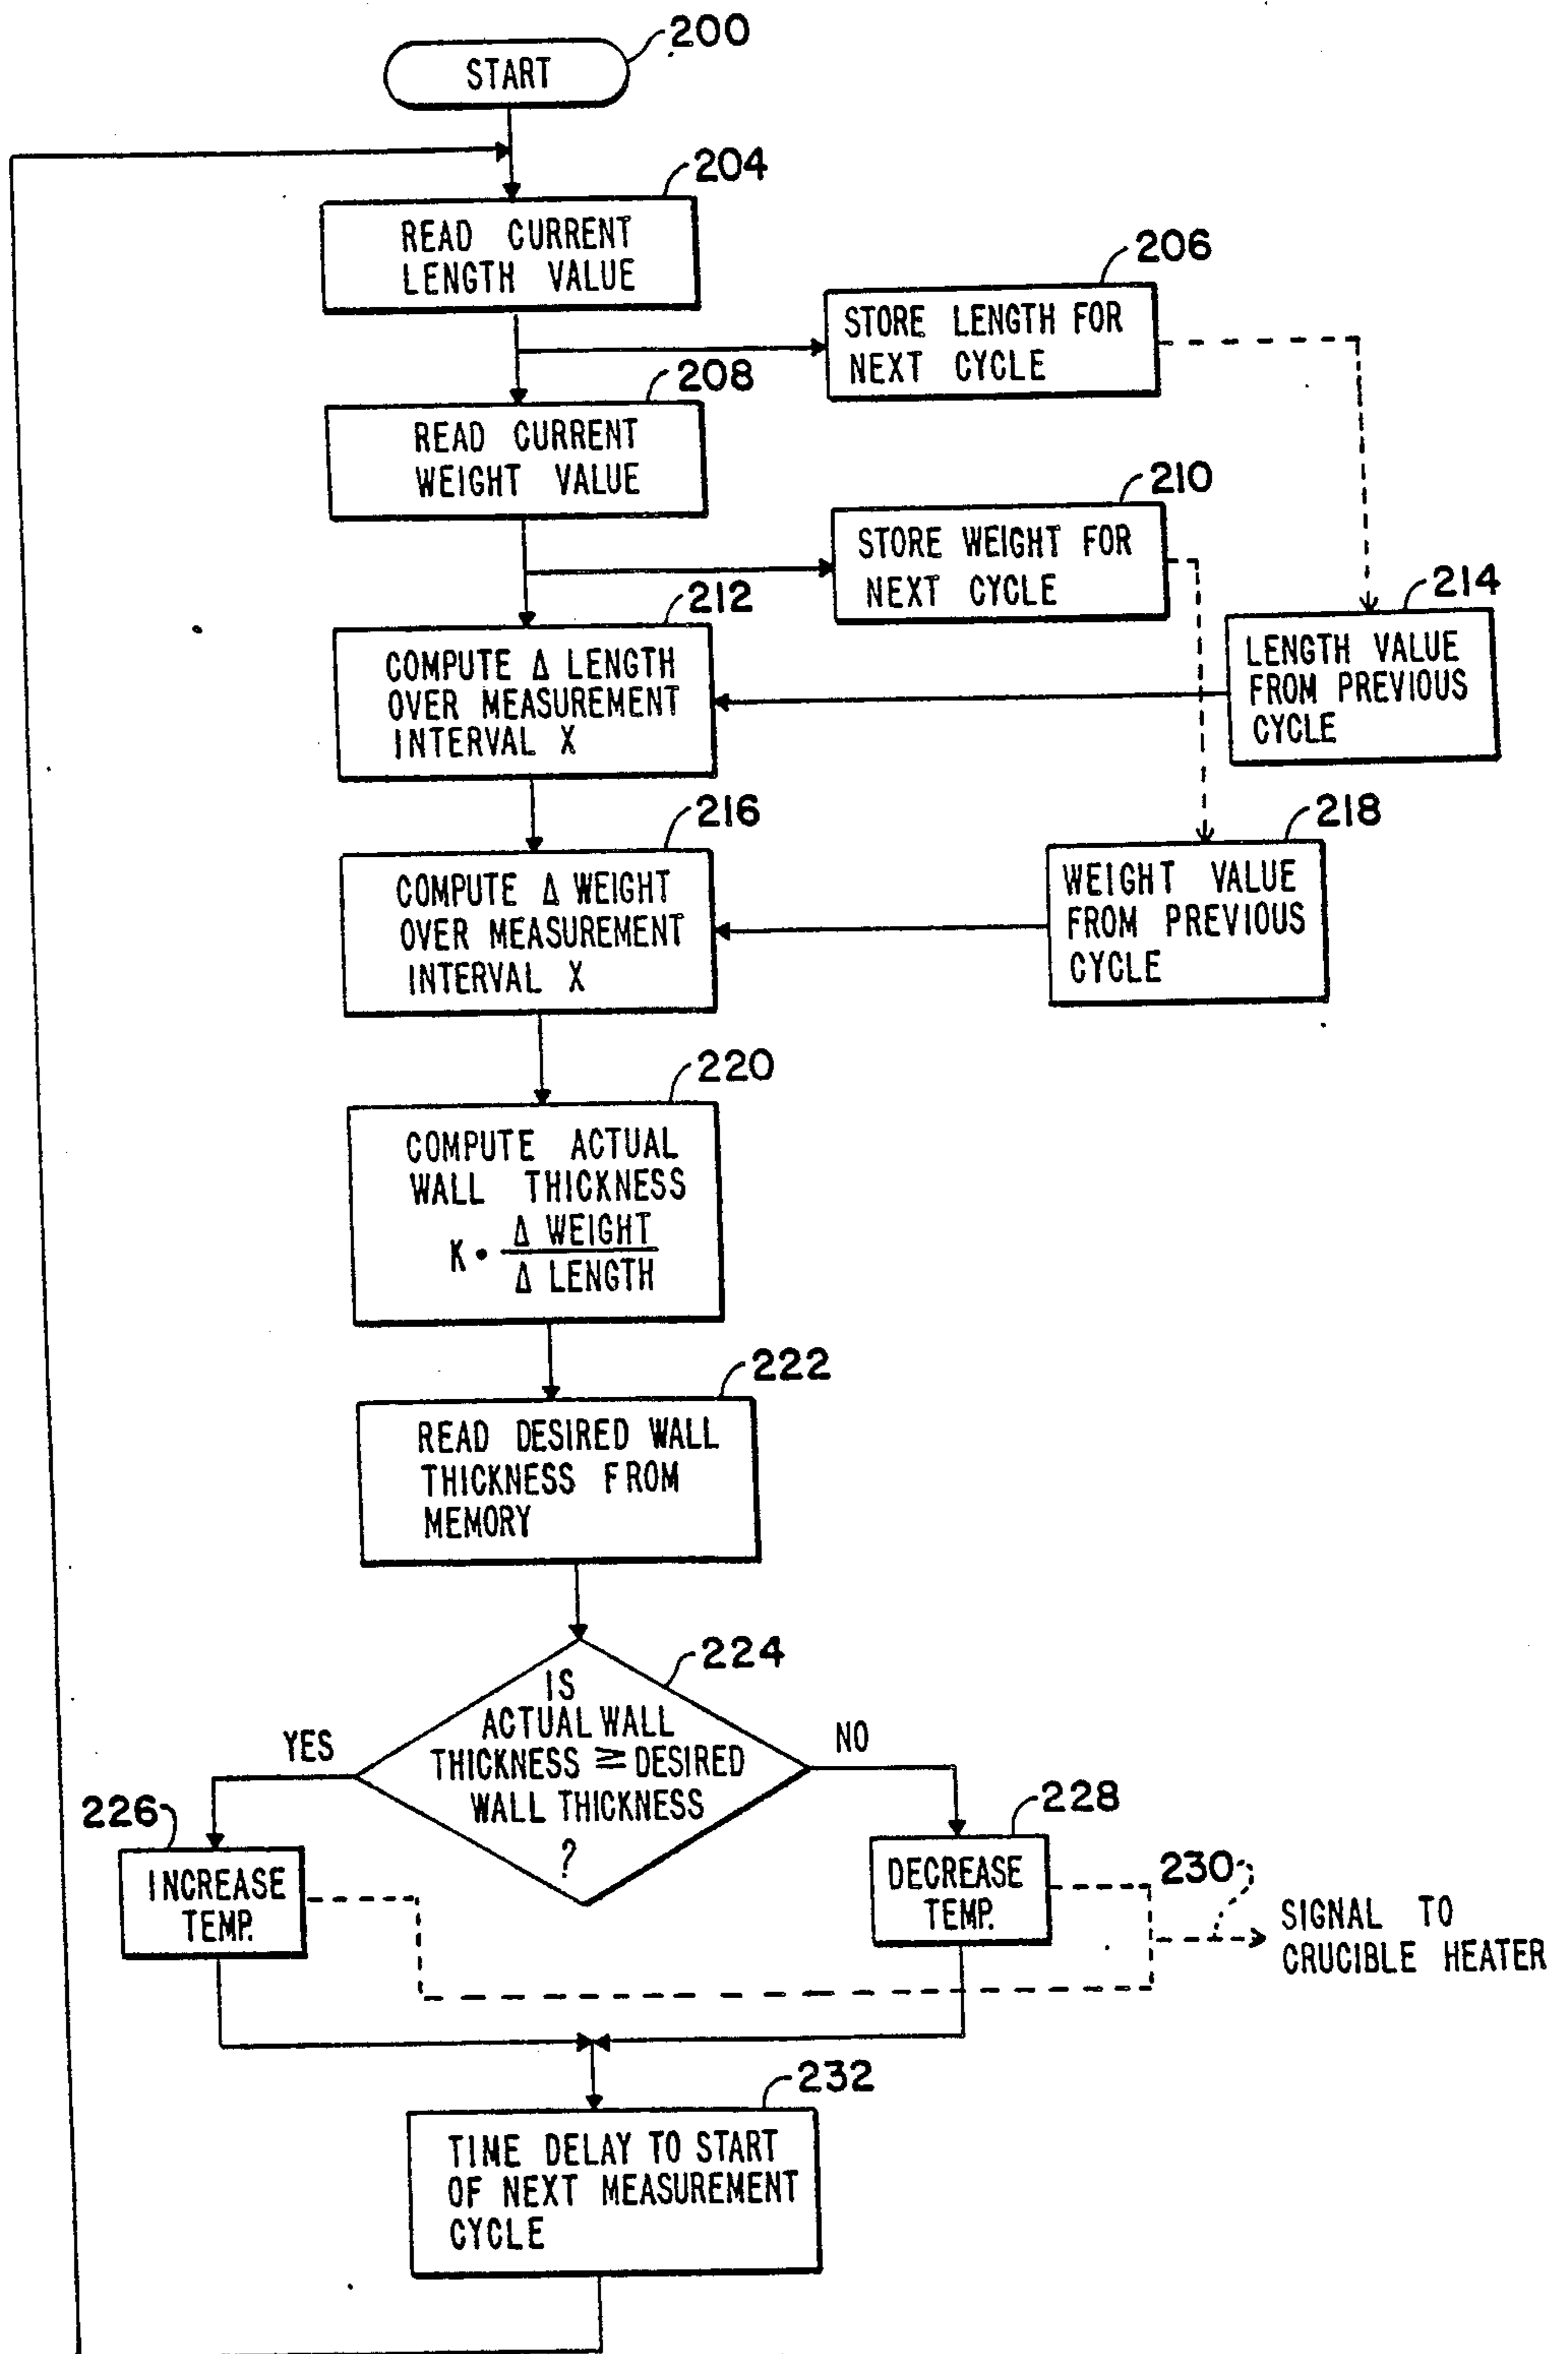 200
START
204
READ CURRENT
LENGTH VALUE
206
STORE LENGTH FOR
NEXT CYCLE
208
READ CURRENT
WEIGHT VALUE
210
STORE WEIGHT FOR
NEXT CYCLE
212
COMPUTE Δ LENGTH
OVER MEASUREMENT
INTERVAL X
214
LENGTH VALUE
FROM PREVIOUS
CYCLE
216
COMPUTE Δ WEIGHT
OVER MEASUREMENT
INTERVAL X
218
WEIGHT VALUE
FROM PREVIOUS
CYCLE
220
COMPUTE ACTUAL
WALL THICKNESS
K • Δ WEIGHT
Δ LENGTH
222
READ DESIRED WALL
THICKNESS FROM
MEMORY
224
IS
ACTUAL WALL
THICKNESS ≥ DESIRED
WALL THICKNESS
?
YES
NO
226
INCREASE
TEMP.
228
DECREASE
TEMP.
230
SIGNAL TO
CRUCIBLE HEATER
232
TIME DELAY TO START
OF NEXT MEASUREMENT
CYCLE